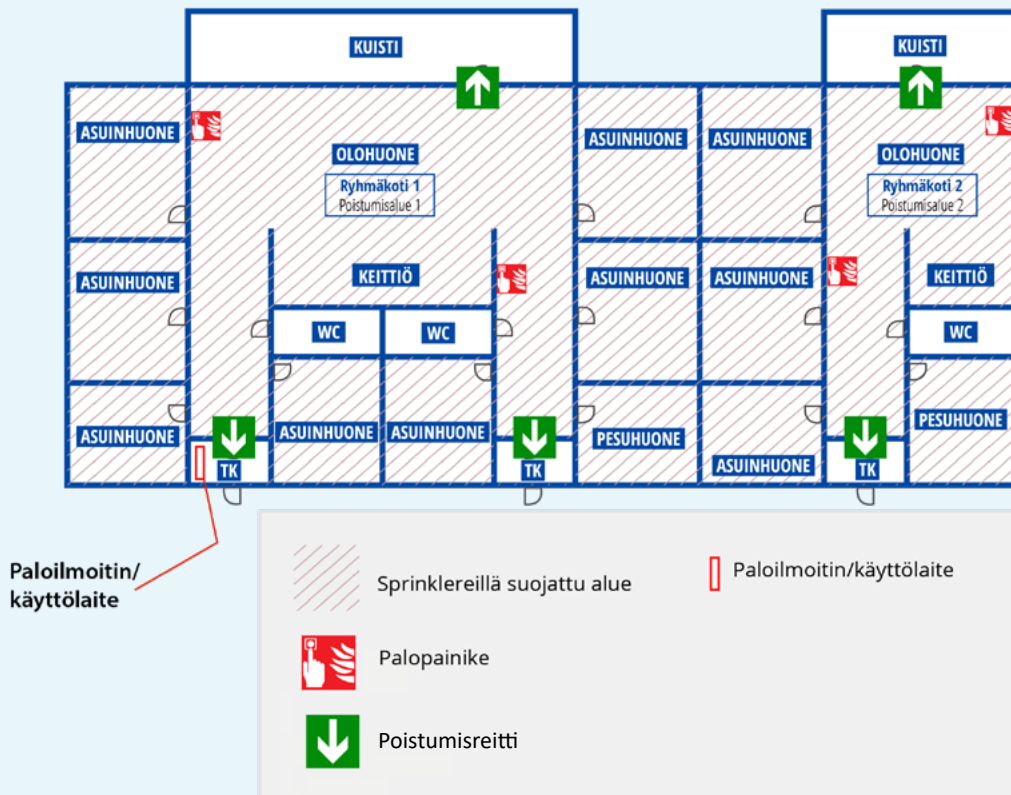 KUISTI
KUISTI
ASUINHUONE
ASUINHUONE
ASUINHUONE
OLOHUONE
OLOHUONE
Ryhmäkoti 1
Poistumisalue 1
Ryhmäkoti 2
Poistumisalue 2
ASUINHUONE
KEITTIÖ
ASUINHUONE
ASUINHUONE
KEITTIÖ
WC
WC
WC
ASUINHUONE
ASUINHUONE
ASUINHUONE
PESUHUONE
PESUHUONE
ASUINHUONE
TK
TK
TK
Paloilmoitin/
käyttölaite
Sprinklereillä suojattu alue
Paloilmoitin/käyttölaite
Palopainike
Poistumisreitti